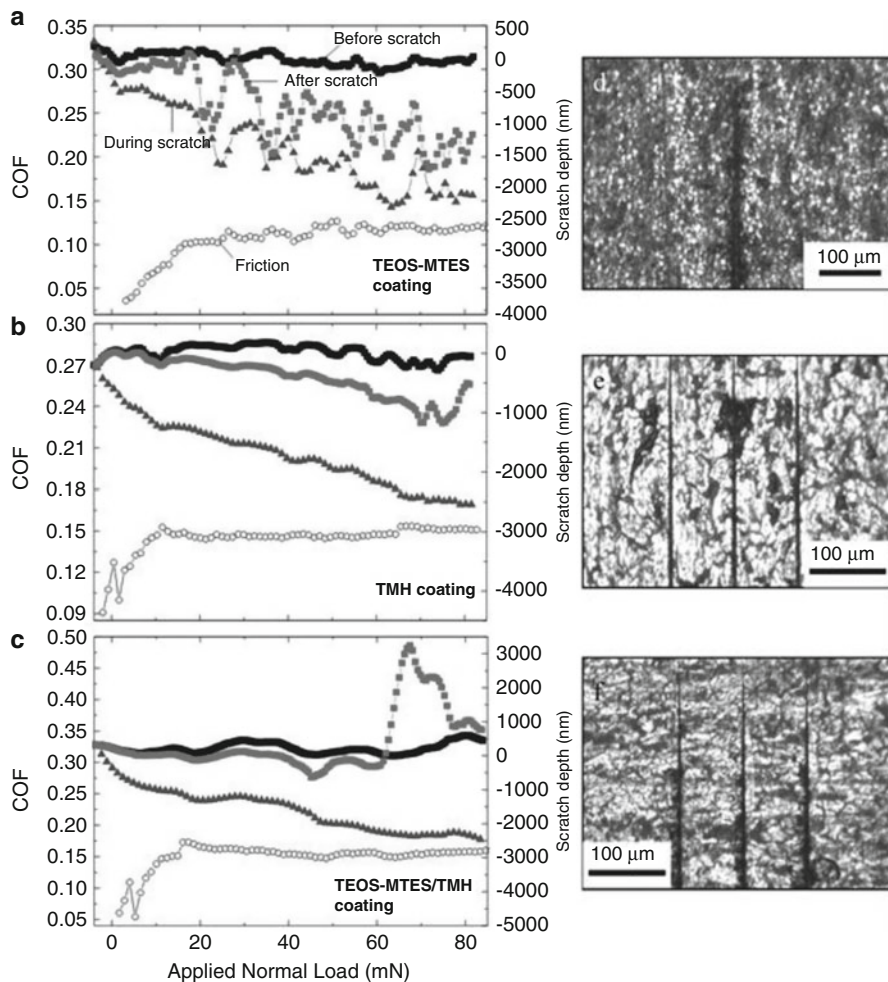 a
0.35
0.30
0.25
0.20
0.15
0.10
0.05
COF
Before scratch
After scratch
During scratch
Friction
TEOS-MTES
coating
500
0
-500
-1000
-1500
-2000
-2500
-3000
-3500
-4000
Scratch depth (nm)
d.
100 μm
b
0.30
0.27
0.24
0.21
0.18
0.15
0.12
0.09
COF
TMH coating
0
-1000
-2000
-3000
-4000
Scratch depth (nm)
e
100 μm
c
0.50
0.45
0.40
0.35
0.30
0.25
0.20
0.15
0.10
0.05
COF
TEOS-MTES/TMH
coating
3000
2000
1000
0
-1000
-2000
-3000
-4000
-5000
Scratch depth (nm)
0 20 40 60 80
Applied Normal Load (mN)
f
100 μm